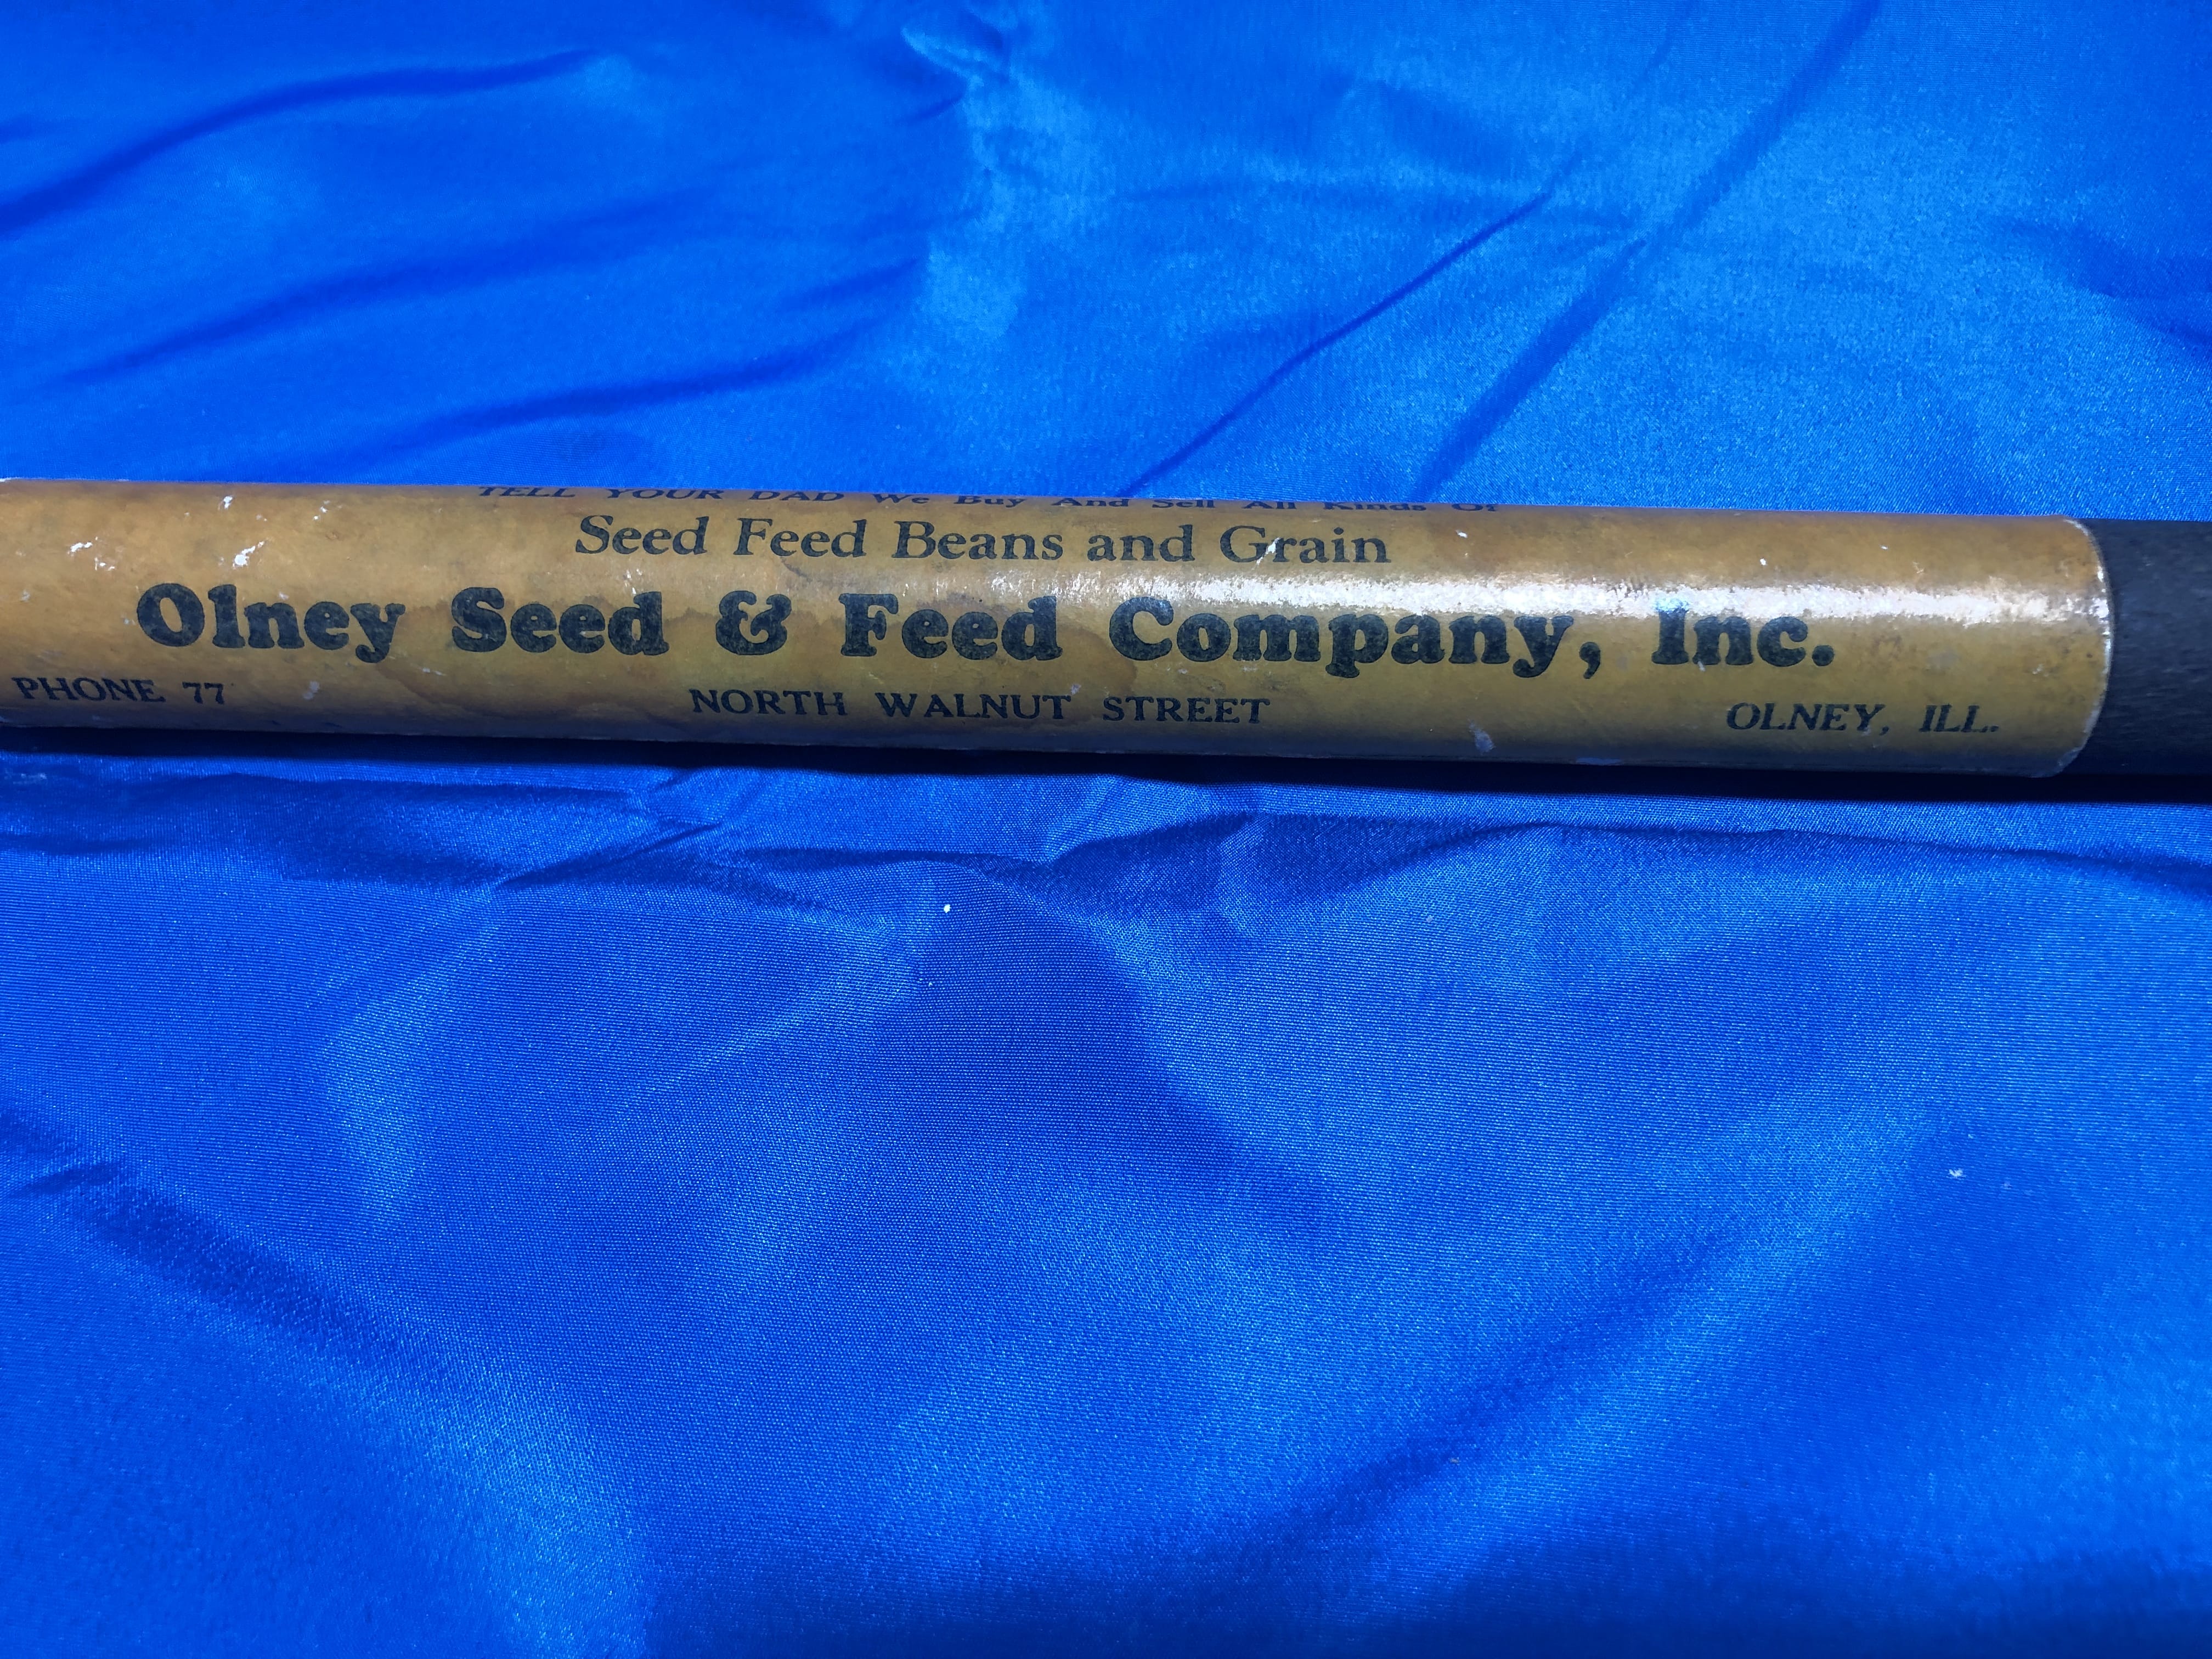 TELL YOUR DAD We Buy And Sell All Kinds Of
Seed Feed Beans and Grain
Olney Seed & Feed Company, Inc.
PHONE 77 NORTH WALNUT STREET OLNEY, ILL.